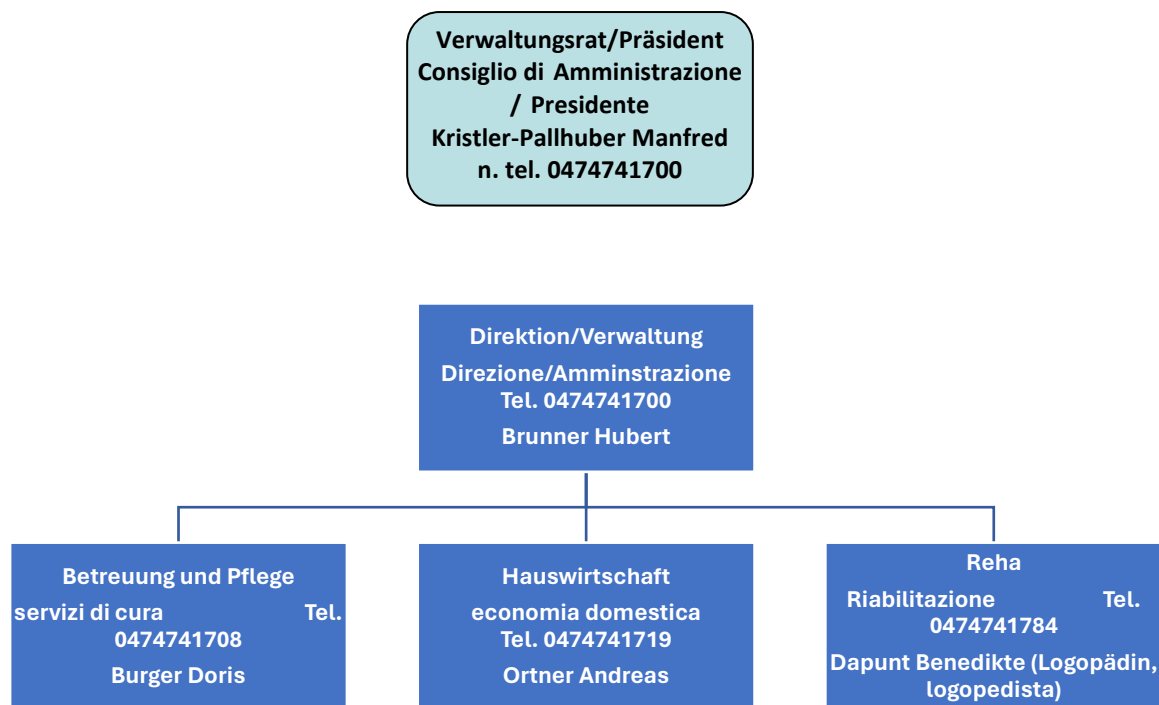 Verwaltungsrat/Präsident
Consiglio di Amministrazione
/ Presidente
Kristler-Pallhuber Manfred
n. tel. 0474741700
Direktion/Verwaltung
Direzione/Amminstrazione
Tel. 0474741700
Brunner Hubert
Betreuung und Pflege
servizi di cura Tel.
0474741708
Burger Doris
Hauswirtschaft
economia domestica
Tel. 0474741719
Ortner Andreas
Reha
Riabilitazione Tel.
0474741784
Dapunt Benedikte (Logopädin,
logopedista)